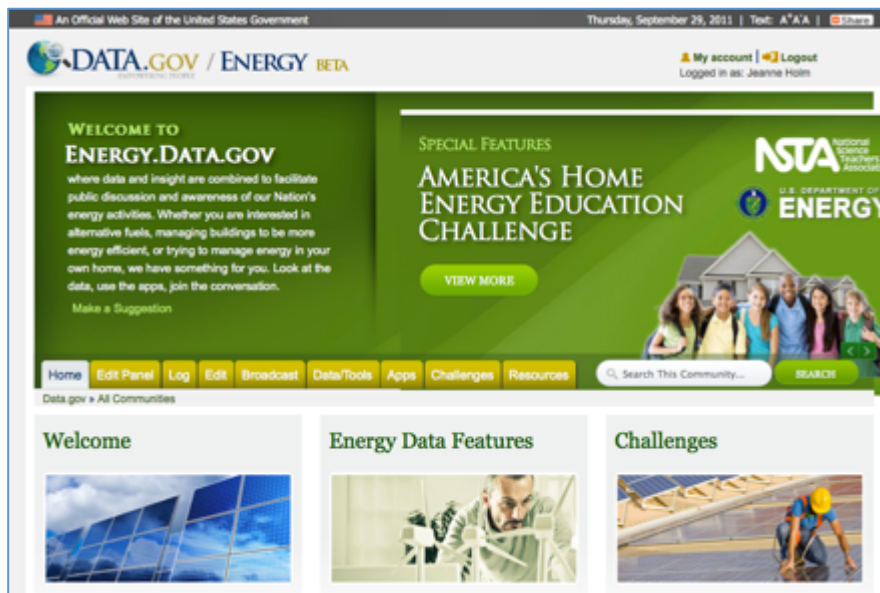 An Official Web Site of the United States Government
Thursday, September 29, 2011 | Text: A+A-A | Share
DATA.GOV / ENERGY BETA
EMPOWERING PEOPLE
My account | Logout
Logged in as: Jeanne Holm
WELCOME TO
ENERGY.DATA.GOV
where data and insight are combined to facilitate
public discussion and awareness of our Nation's
energy activities. Whether you are interested in
alternative fuels, managing buildings to be more
energy efficient, or trying to manage energy in your
own home, we have something for you. Look at the
data, use the apps, join the conversation.
Make a Suggestion
SPECIAL FEATURES
AMERICA'S HOME
ENERGY EDUCATION
CHALLENGE
VIEW MORE
NSTA National
Science
Teachers
Associati
U.S. DEPARTMENT OF
ENERGY
Home Edit Panel Log Edit Broadcast Data/Tools Apps Challenges Resources Search This Community... SEARCH
Data.gov » All Communities
Welcome
Energy Data Features
Challenges